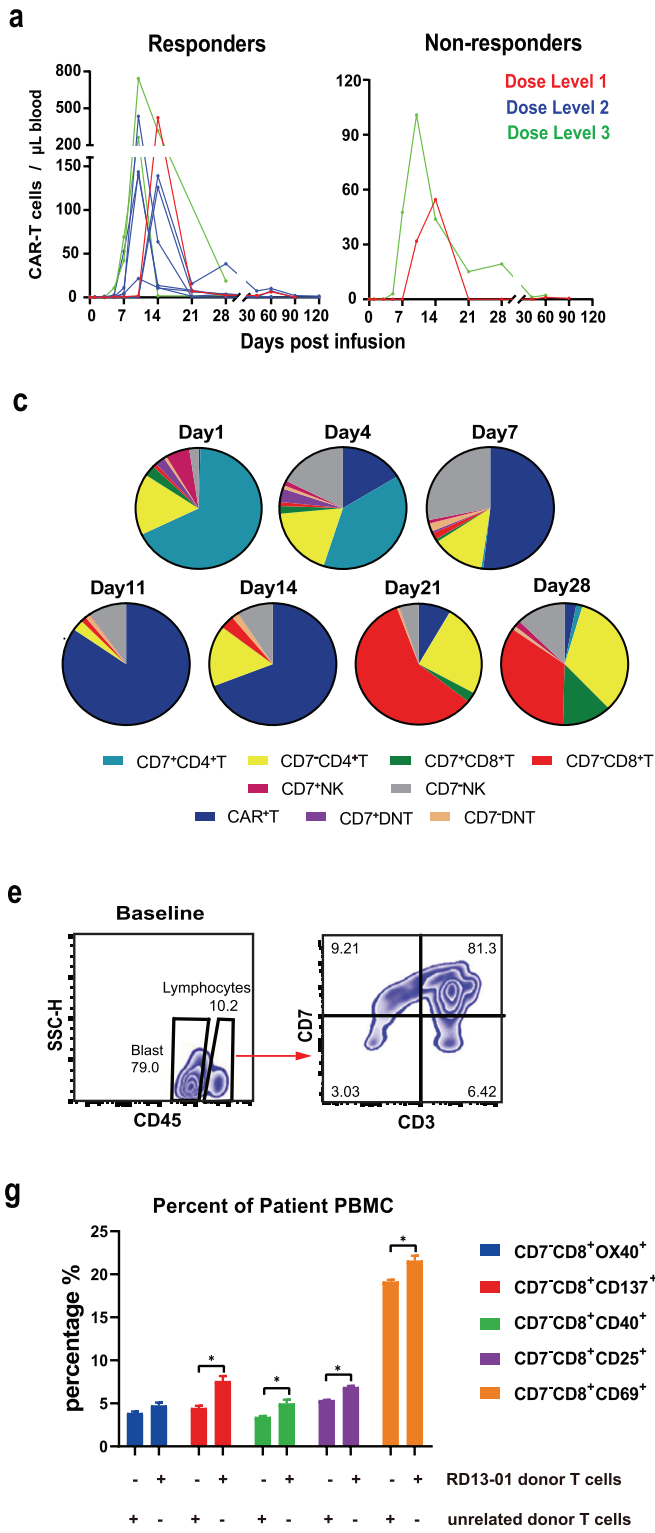 a
Responders
Non-responders
Dose Level 1
Dose Level 2
Dose Level 3
CAR-T cells / μL blood
800
500
200
150
100
50
0
0 7 14 21 28 30 60 90 120
120
90
60
30
0
0 7 14 21 28 30 60 90 120
Days post infusion
c
Day1 Day4 Day7
Day11 Day14 Day21 Day28
CD7⁺CD4⁺T CD7⁻CD4⁺T CD7⁺CD8⁺T CD7⁻CD8⁺T
CD7⁺NK CD7⁻NK
CAR⁺T CD7⁺DNT CD7⁻DNT
e
Baseline
SSC-H
Lymphocytes
10.2
Blast
79.0
CD45
CD7
9.21 81.3
3.03 6.42
CD3
g
Percent of Patient PBMC
percentage %
25
20
15
10
5
0
* * * *
CD7⁻CD8⁺OX40⁺
CD7⁻CD8⁺CD137⁺
CD7⁻CD8⁺CD40⁺
CD7⁻CD8⁺CD25⁺
CD7⁻CD8⁺CD69⁺
- + - + - + - + - + RD13-01 donor T cells
+ - + - + - + - + - unrelated donor T cells